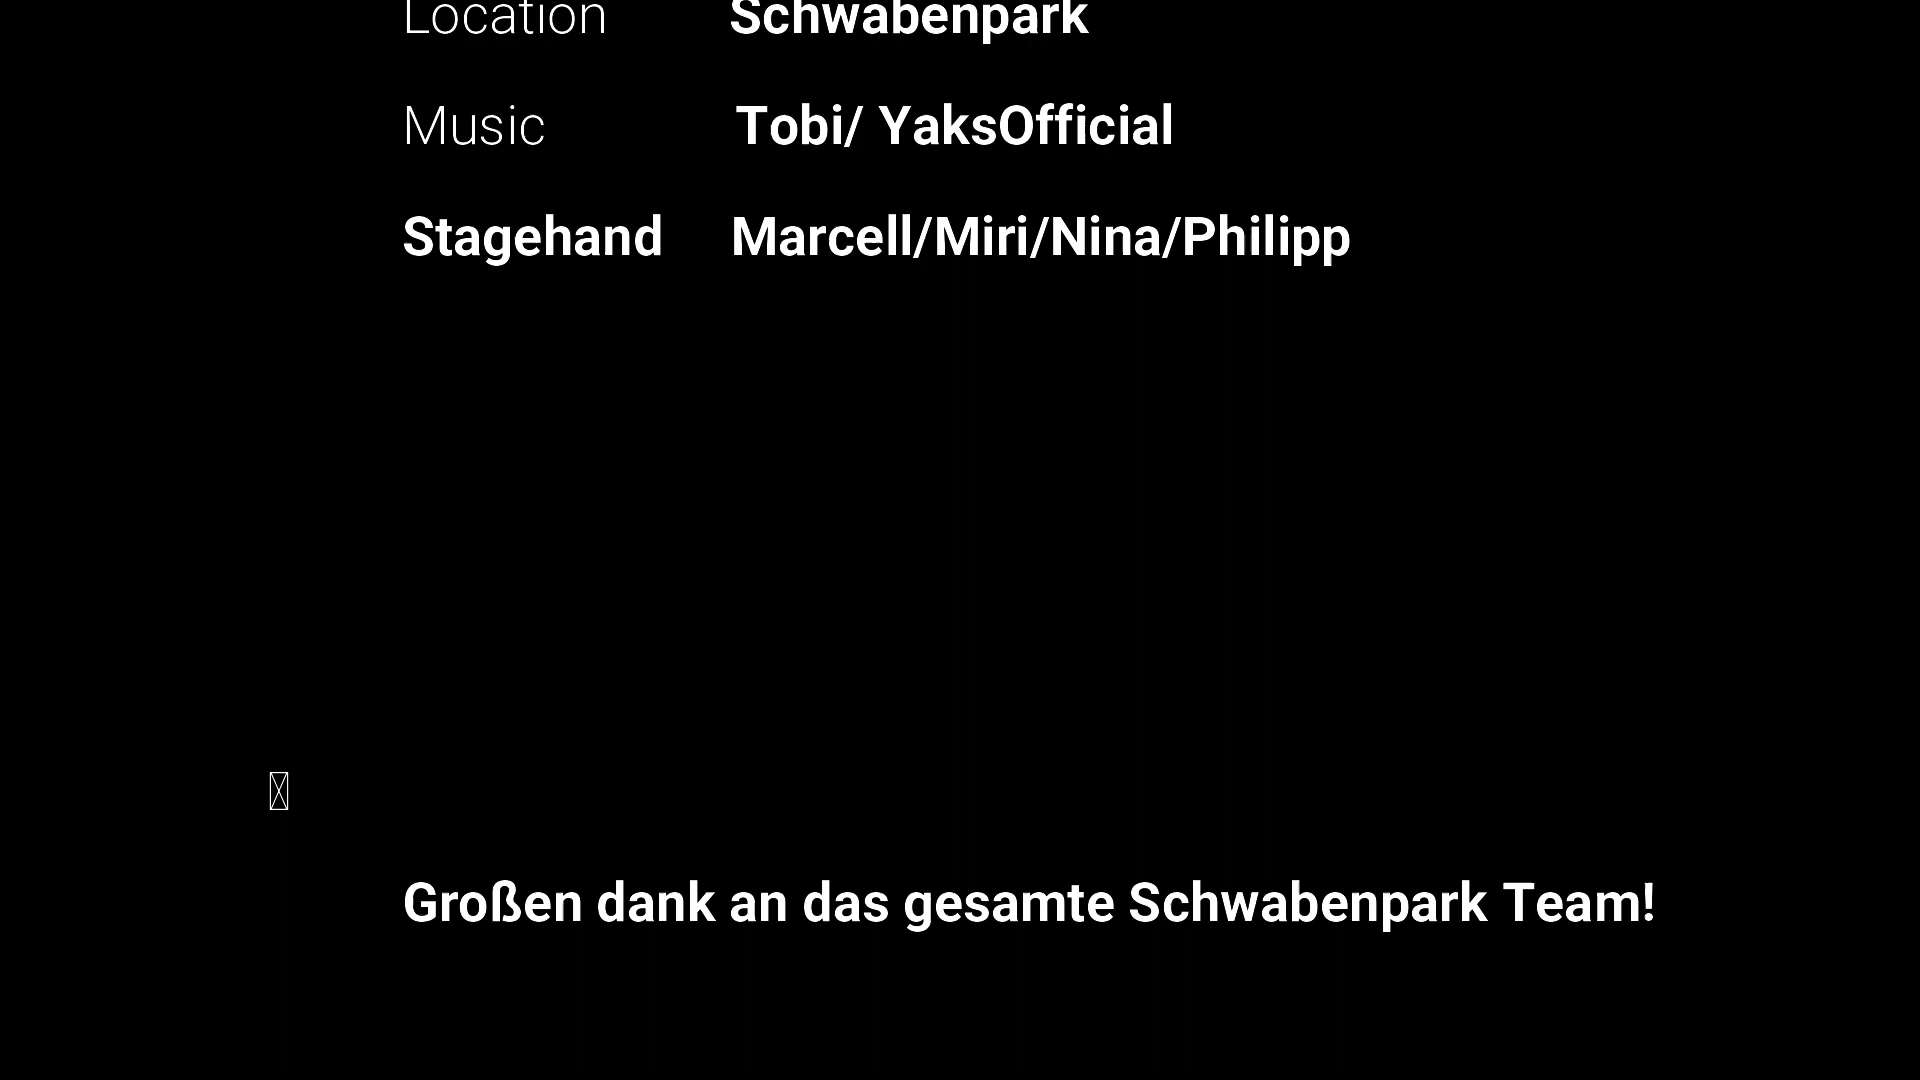 Location Schwabenpark
Music Tobi/ YaksOfficial
Stagehand Marcell/Miri/Nina/Philipp
Großen dank an das gesamte Schwabenpark Team!